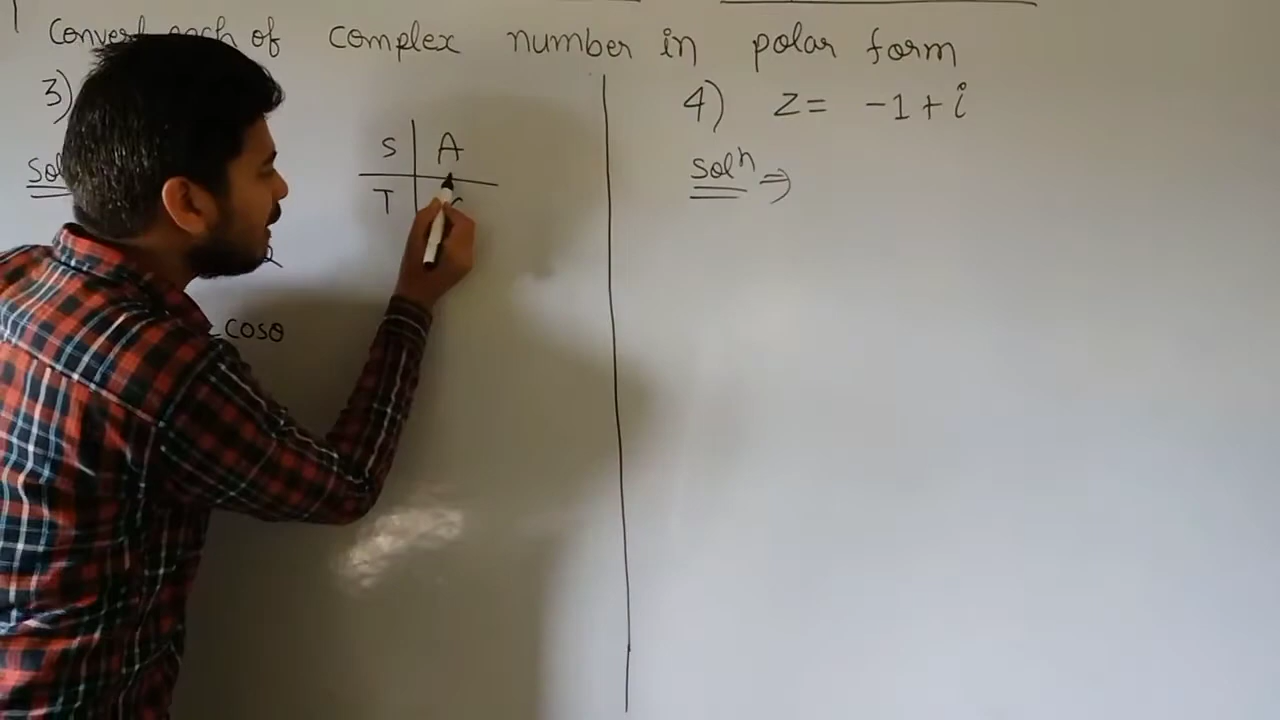 Convert each of complex number in polar form
3)
S A
T
cosθ
4) z = -1 + i
Solⁿ ⇒